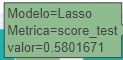 Modelo=Lasso
Metrica=score_test
valor=0.5801671